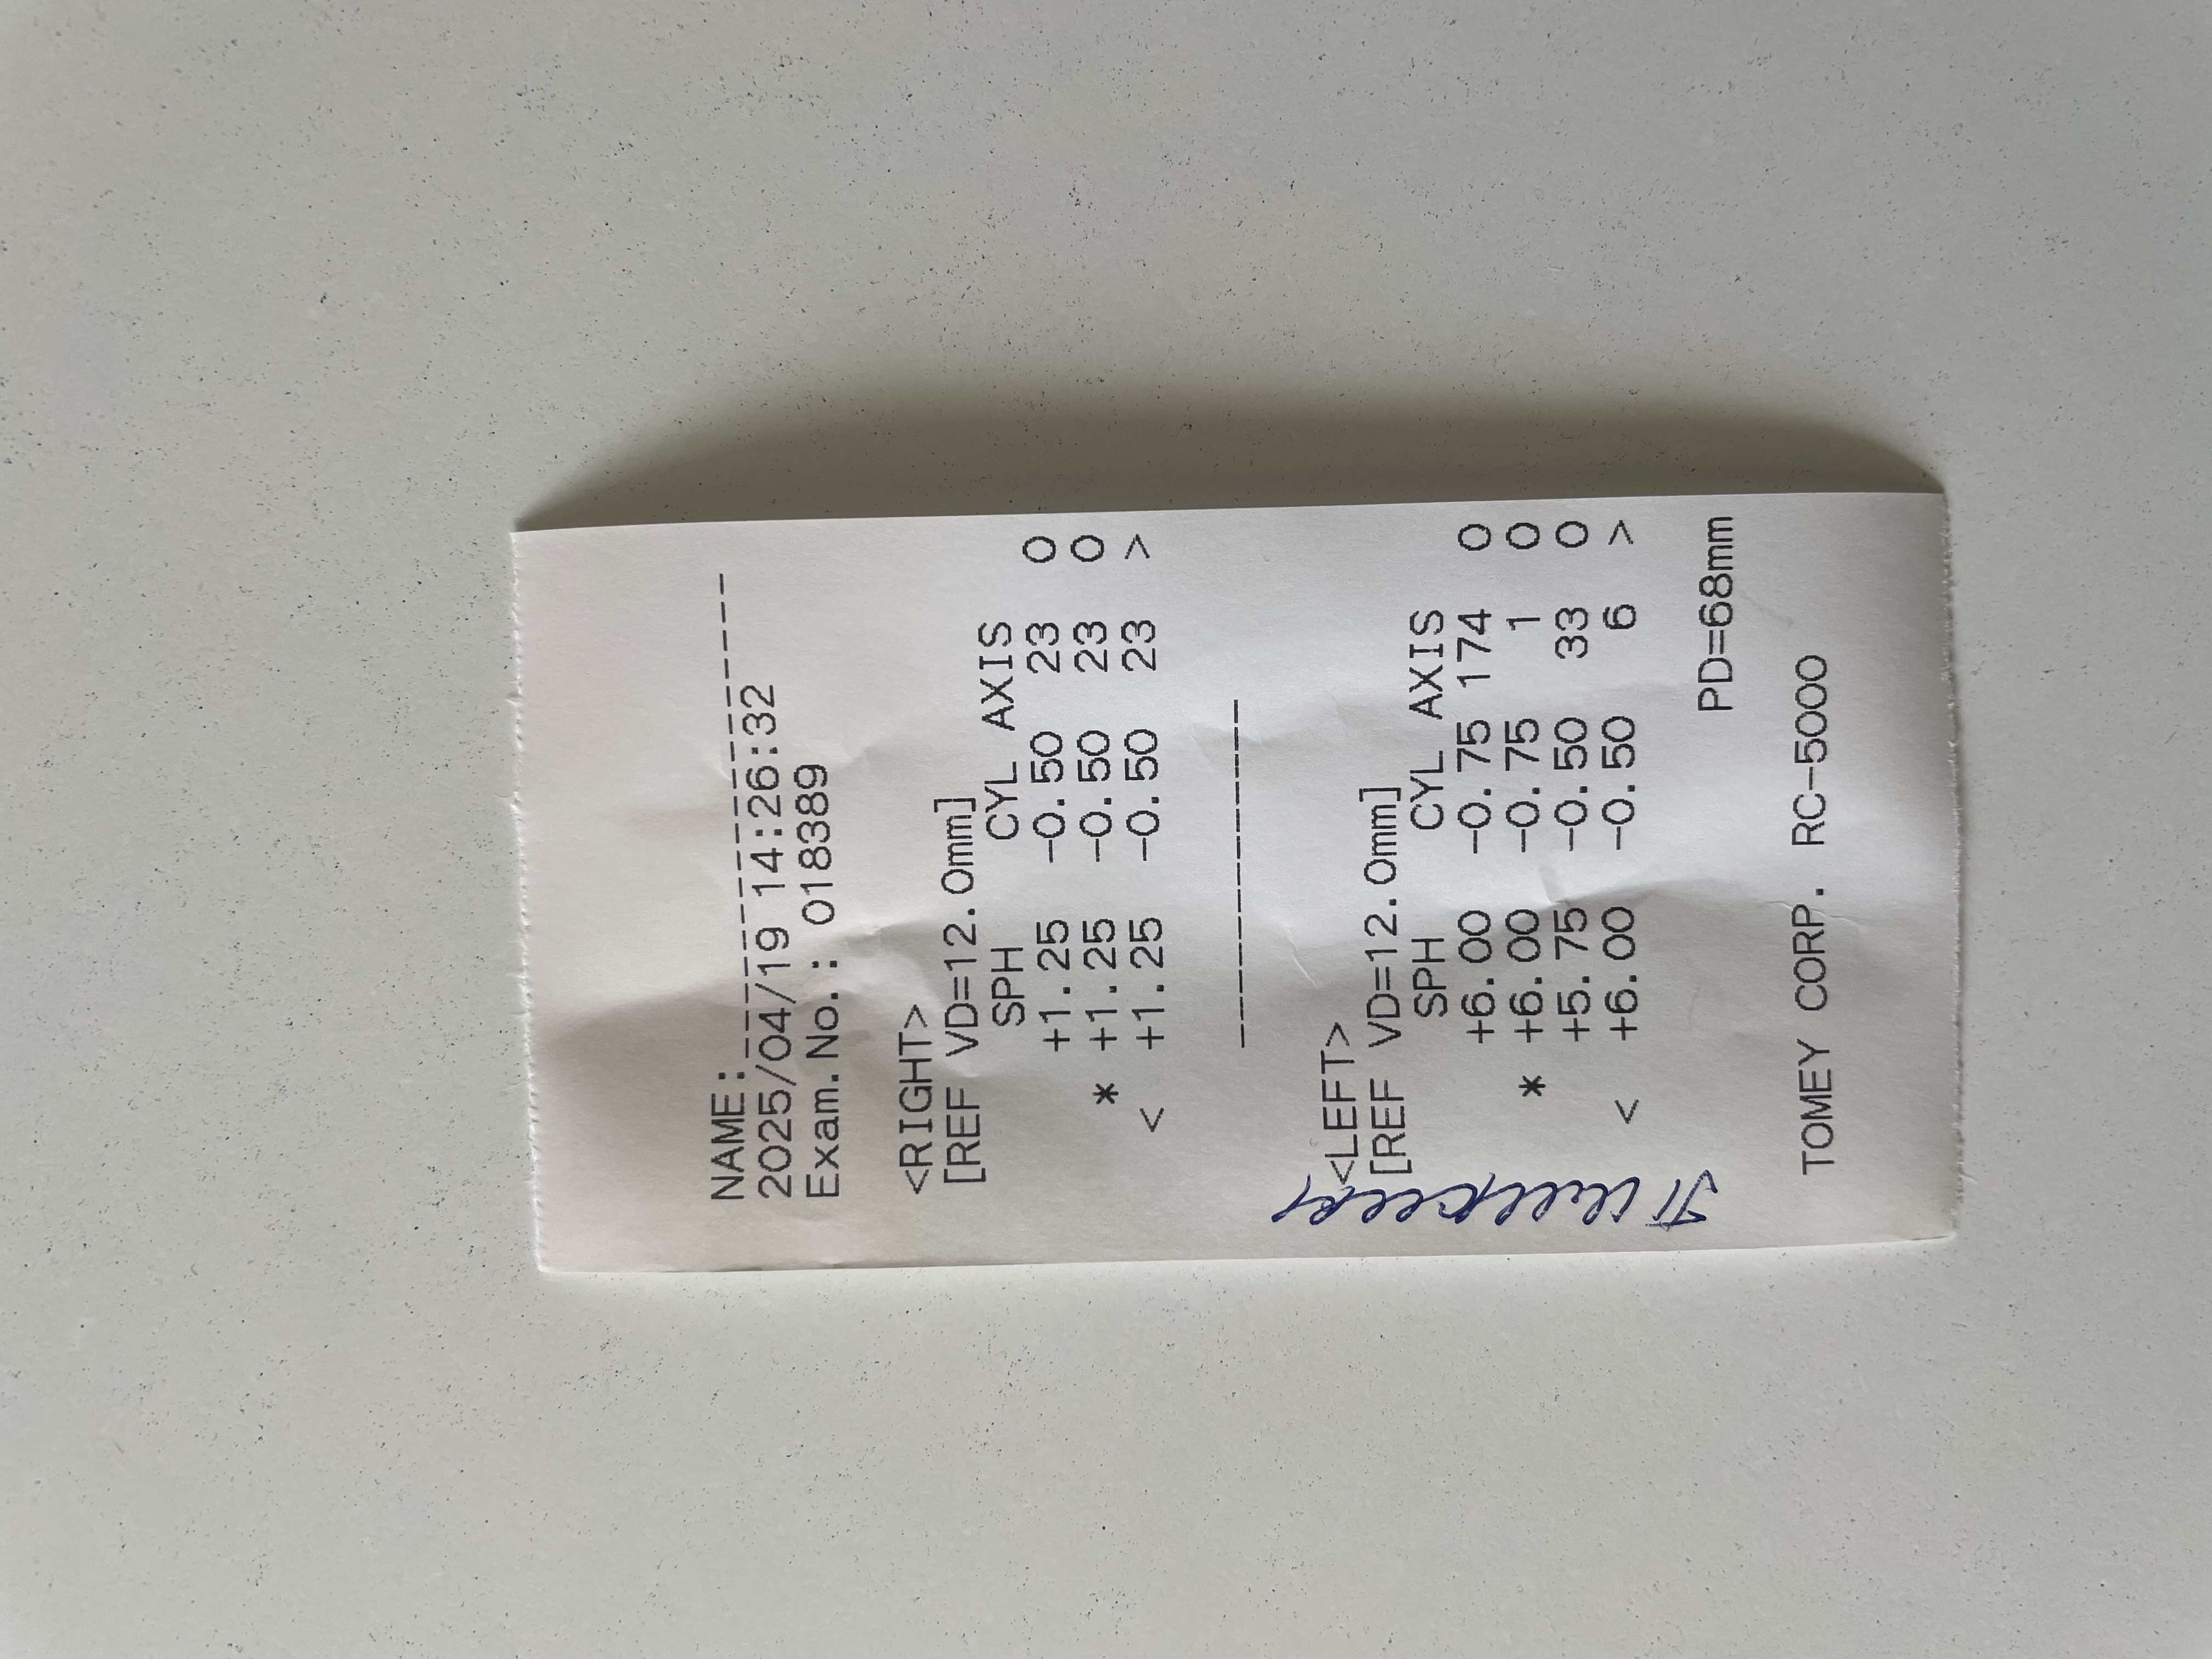 NAME:
2025/04/19 14:26:32
Exam.No.: 018389
<RIGHT>
[REF VD=12.0mm]
SPH CYL AXIS
+1.25 -0.50 23 O
* +1.25 -0.50 23 O
< +1.25 -0.50 23 >
<LEFT>
[REF VD=12.0mm]
SPH CYL AXIS
+6.00 -0.75 174 O
* +6.00 -0.75 1 O
+5.75 -0.50 33 O
< +6.00 -0.50 6 >
PD=68mm
TOMEY CORP. RC-5000